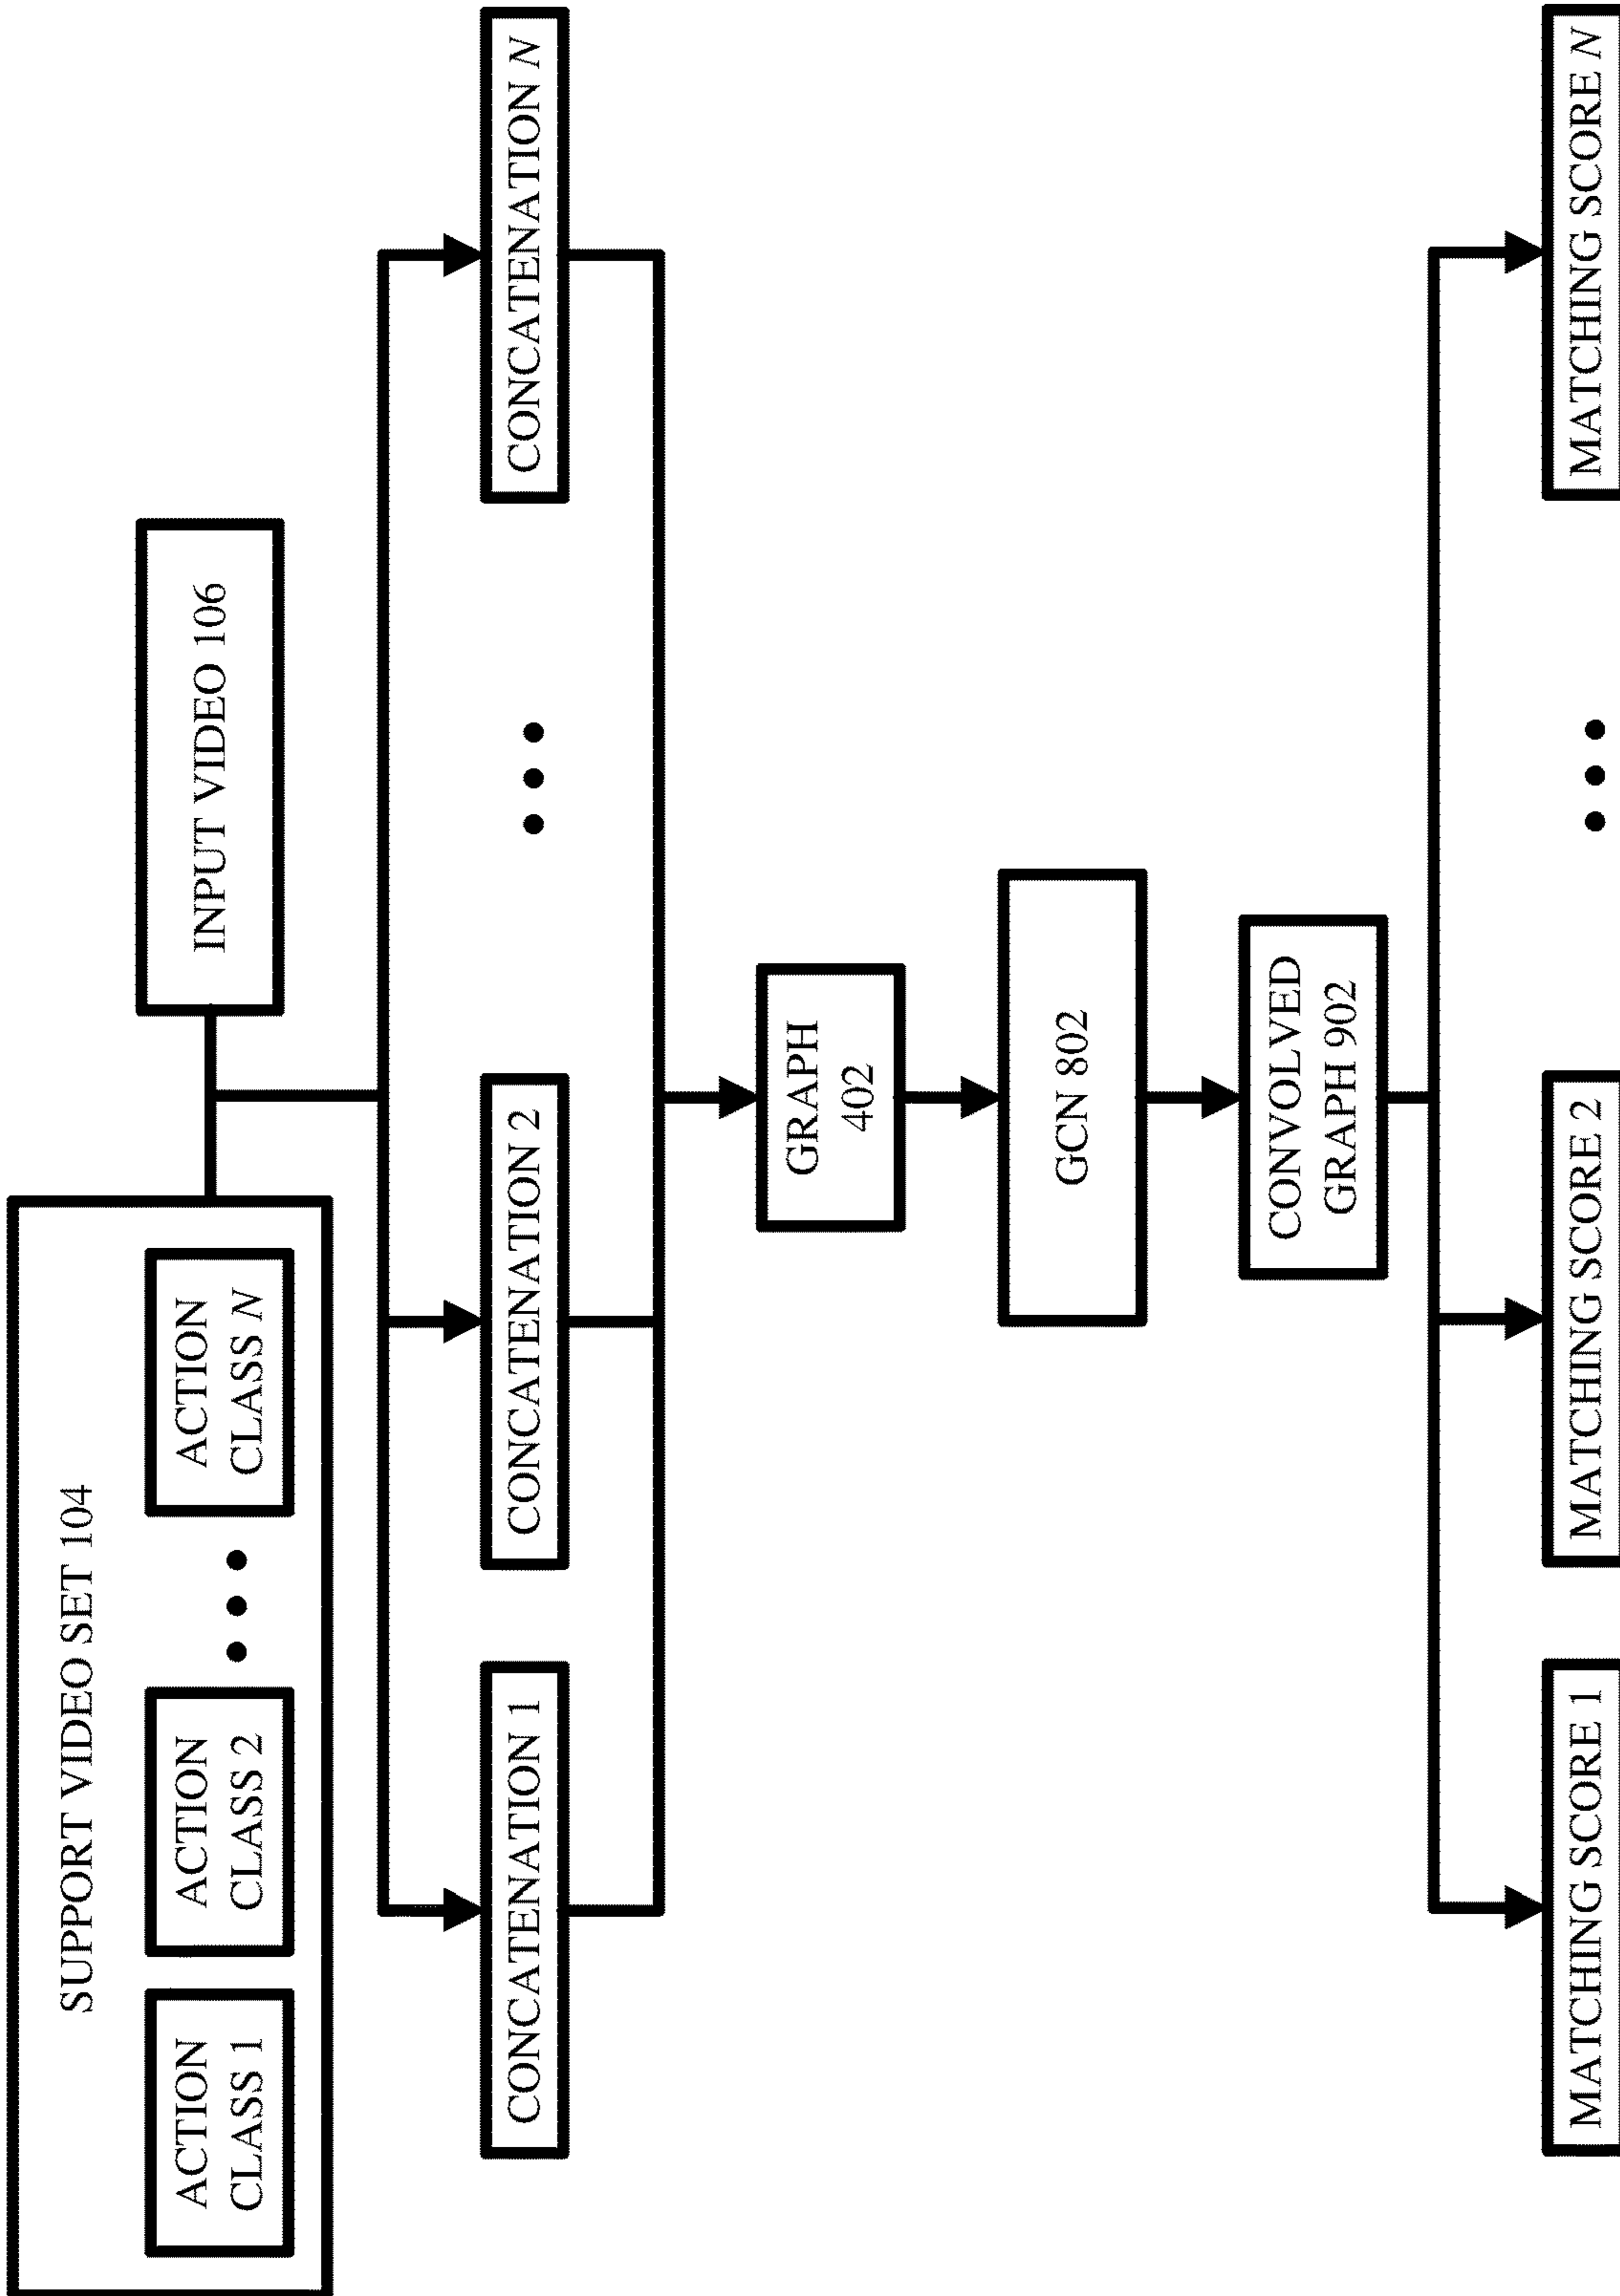 SUPPORT VIDEO SET 104
ACTION
CLASS 1
ACTION
CLASS 2
ACTION
CLASS N
INPUT VIDEO 106
CONCATENATION 1
CONCATENATION 2
CONCATENATION N
GRAPH
402
GCN 802
CONVOLVED
GRAPH 902
MATCHING SCORE 1
MATCHING SCORE 2
MATCHING SCORE N